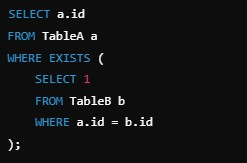 SELECT a.id
FROM TableA a
WHERE EXISTS (
    SELECT 1
    FROM TableB b
    WHERE a.id = b.id
);